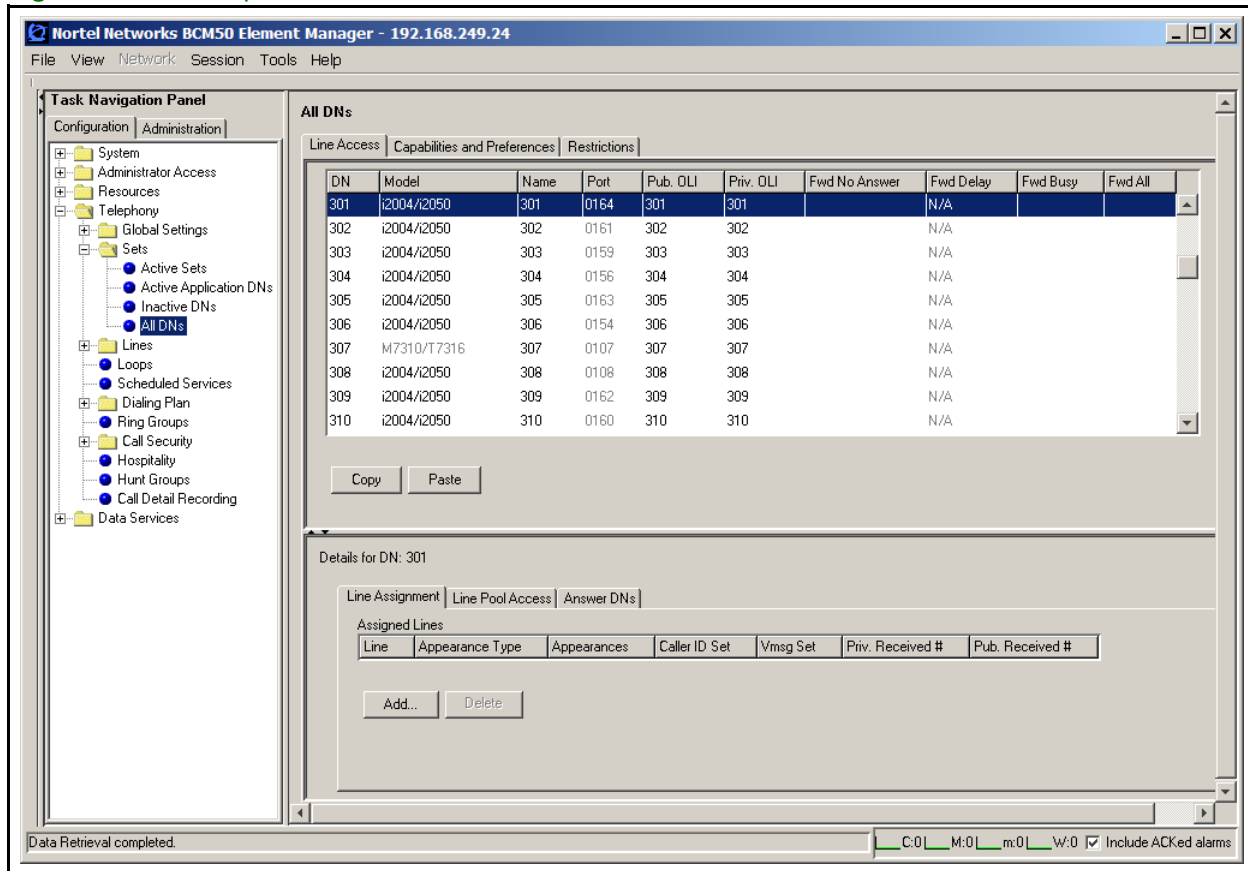 Nortel Networks BCM50 Element Manager - 192.168.249.24
File View Network Session Tools Help
Task Navigation Panel
Configuration Administration
System
Administrator Access
Resources
Telephony
Global Settings
Sets
Active Sets
Active Application DNs
Inactive DNs
All DNs
Lines
Loops
Scheduled Services
Dialing Plan
Ring Groups
Call Security
Hospitality
Hunt Groups
Call Detail Recording
Data Services
All DNs
Line Access Capabilities and Preferences Restrictions
DN Model Name Port Pub. OLI Priv. OLI Fwd No Answer Fwd Delay Fwd Busy Fwd All
301 i2004/i2050 301 0164 301 301 N/A
302 i2004/i2050 302 0161 302 302 N/A
303 i2004/i2050 303 0159 303 303 N/A
304 i2004/i2050 304 0156 304 304 N/A
305 i2004/i2050 305 0163 305 305 N/A
306 i2004/i2050 306 0154 306 306 N/A
307 M7310/T7316 307 0107 307 307 N/A
308 i2004/i2050 308 0108 308 308 N/A
309 i2004/i2050 309 0162 309 309 N/A
310 i2004/i2050 310 0160 310 310 N/A
Copy Paste
Details for DN: 301
Line Assignment Line Pool Access Answer DNs
Assigned Lines
Line Appearance Type Appearances Caller ID Set Vmsg Set Priv. Received # Pub. Received #
Add... Delete
Data Retrieval completed.
C:0 M:0 m:0 W:0 Include ACKed alarms